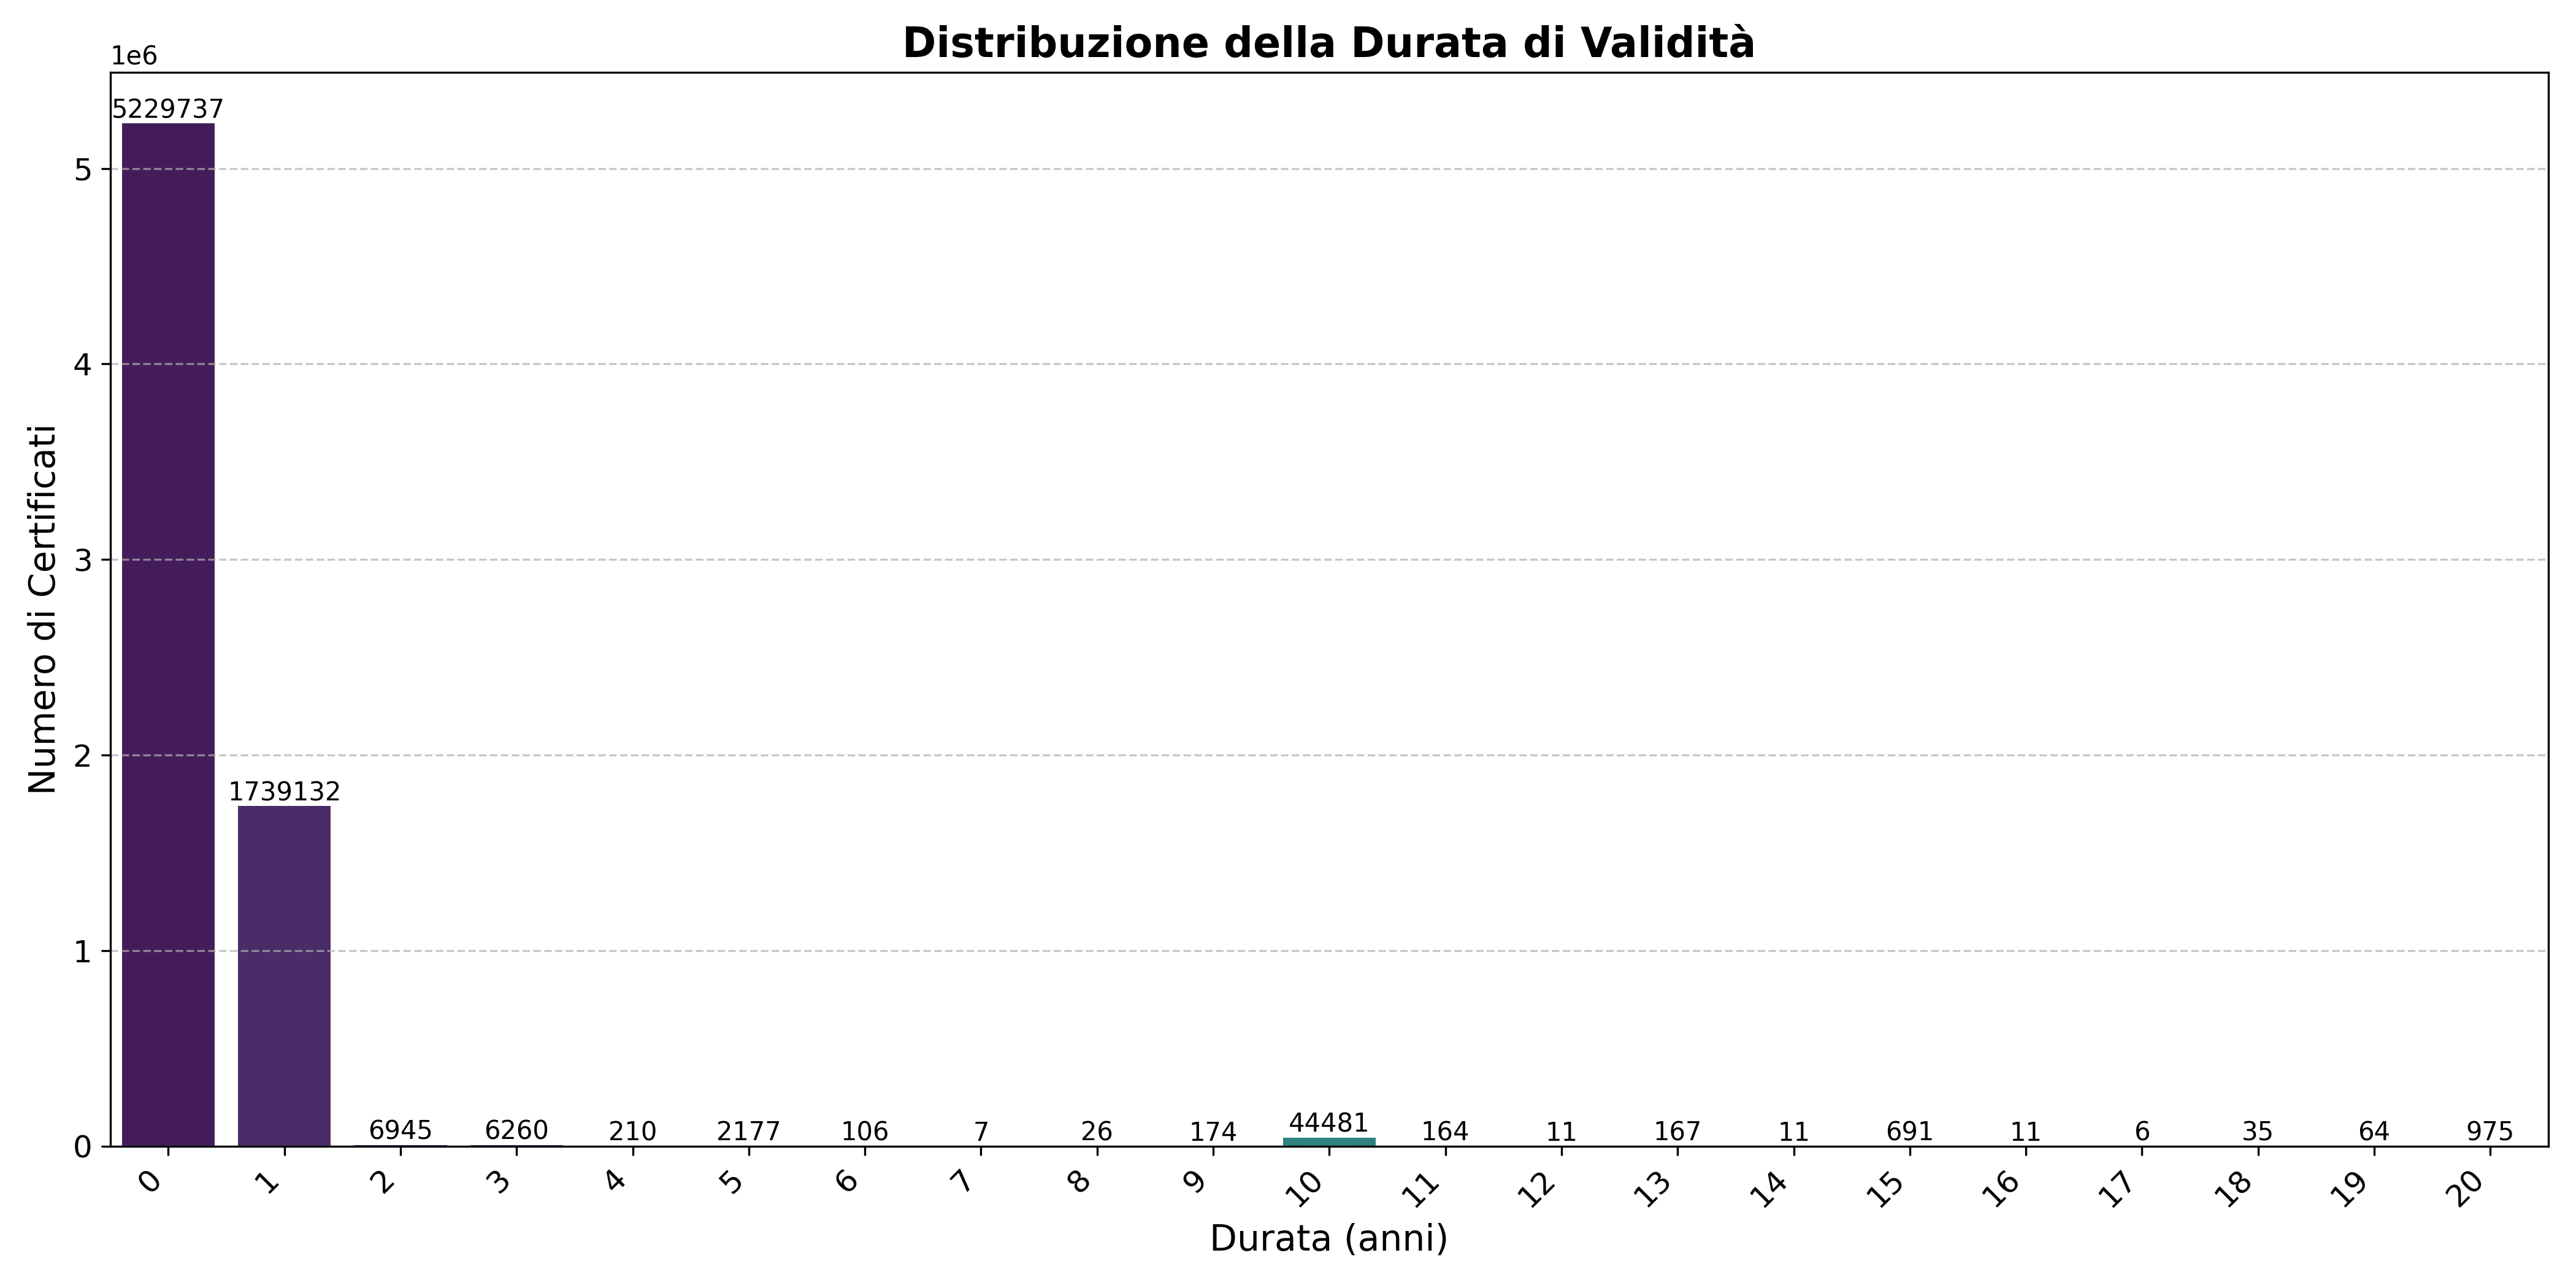 Distribuzione della Durata di Validità
1e6
5229737
5
4
3
2
1739132
1
6945 6260 210 2177 106 7 26 174 44481 164 11 167 11 691 11 6 35 64 975
0
0 1 2 3 4 5 6 7 8 9 10 11 12 13 14 15 16 17 18 19 20
Durata (anni)
Numero di Certificati